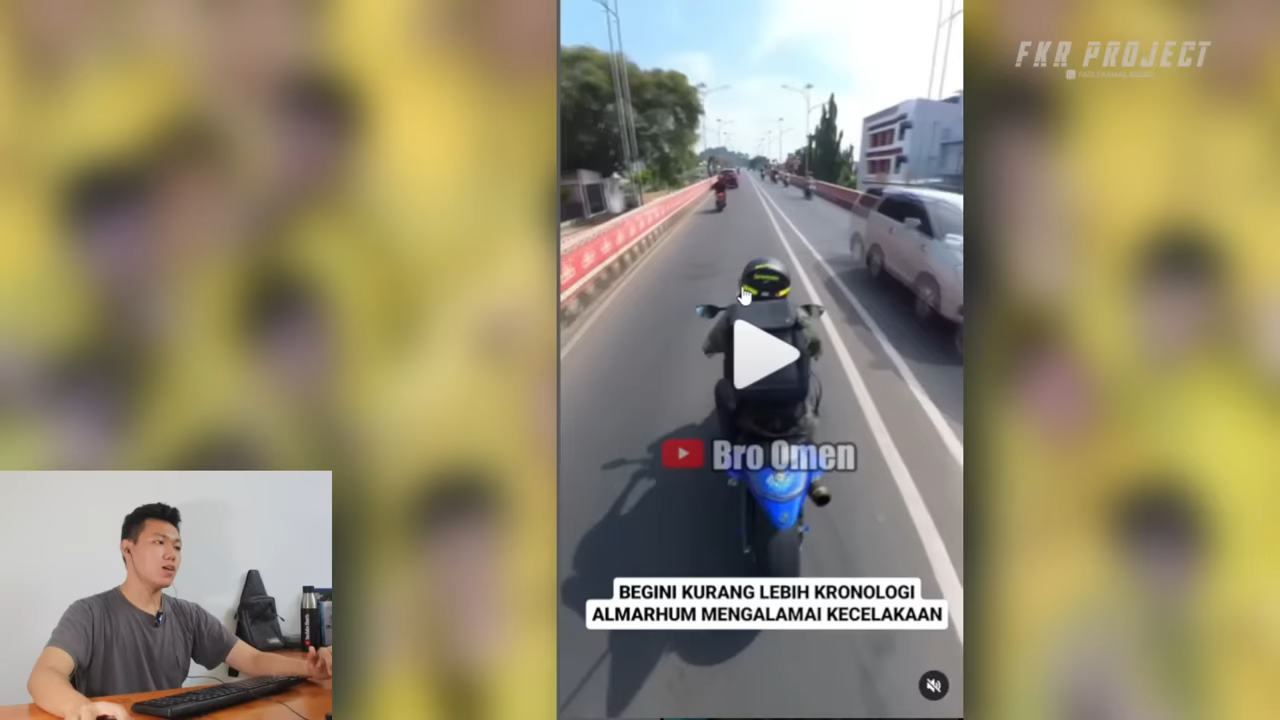 FKR PROJECT
Bro Omen
BEGINI KURANG LEBIH KRONOLOGI
ALMARHUM MENGALAMAI KECELAKAAN